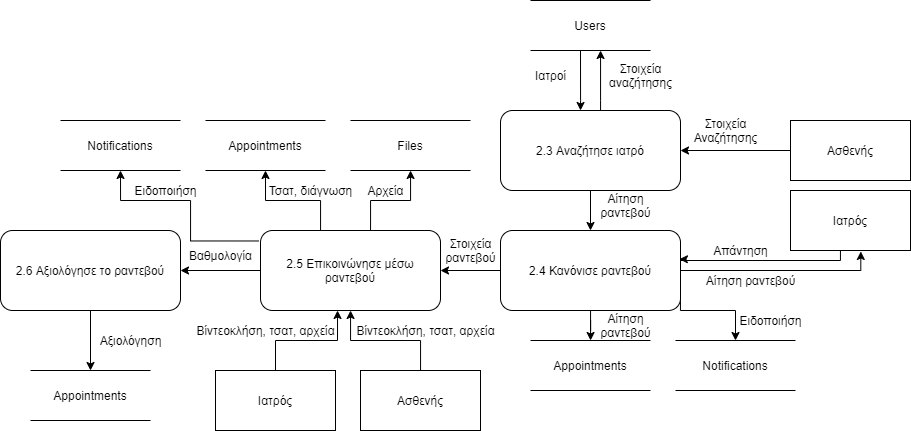 Users
Ιατροί
Στοιχεία
αναζήτησης
Notifications
Appointments
Files
2.3 Αναζήτησε ιατρό
Στοιχεία
Αναζήτησης
Ασθενής
Ειδοποίηση
Τσατ, διάγνωση
Αρχεία
Αίτηση
ραντεβού
Ιατρός
2.6 Αξιολόγησε το ραντεβού
Βαθμολογία
2.5 Επικοινώνησε μέσω
ραντεβού
Στοιχεία
ραντεβού
2.4 Κανόνισε ραντεβού
Απάντηση
Αίτηση ραντεβού
Αξιολόγηση
Βίντεοκλήση, τσατ, αρχεία
Βίντεοκλήση, τσατ, αρχεία
Αίτηση
ραντεβού
Ειδοποίηση
Appointments
Ιατρός
Ασθενής
Appointments
Notifications